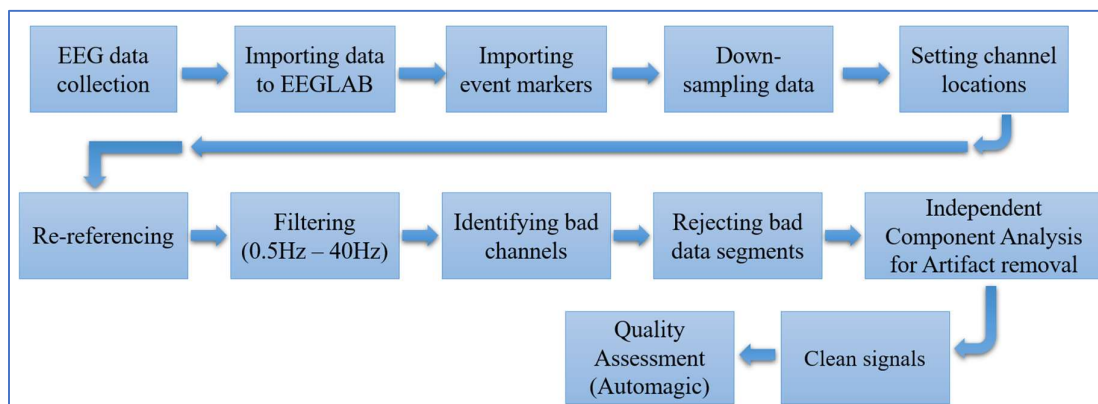 EEG data
collection
Importing data
to EEGLAB
Importing
event markers
Down-
sampling data
Setting channel
locations
Re-referencing
Filtering
(0.5Hz – 40Hz)
Identifying bad
channels
Rejecting bad
data segments
Independent
Component Analysis
for Artifact removal
Clean signals
Quality
Assessment
(Automagic)